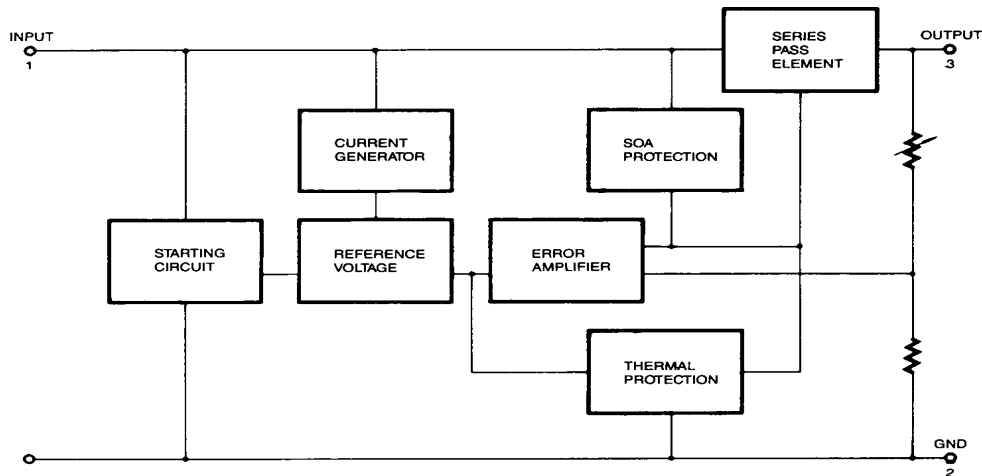 INPUT
1
SERIES
PASS
ELEMENT
OUTPUT
3
CURRENT
GENERATOR
SOA
PROTECTION
STARTING
CIRCUIT
REFERENCE
VOLTAGE
ERROR
AMPLIFIER
THERMAL
PROTECTION
GND
2